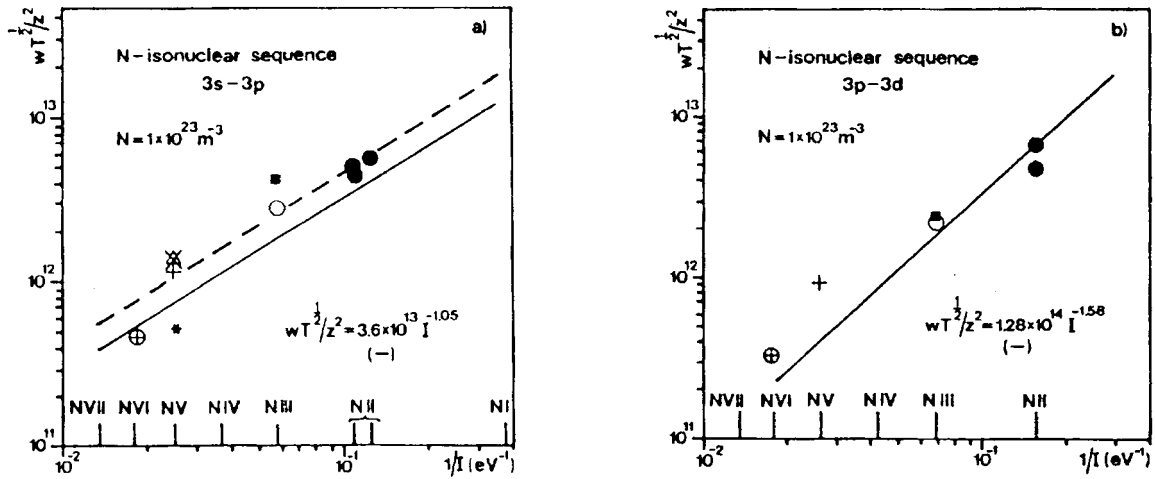 a)
wT^{1/2}/z^2
N-isonuclear sequence
3s-3p
N=1×10^{23}m^{-3}
10^{13}
10^{12}
10^{11}
wT^{1/2}/z^2=3.6×10^{13} I^{-1.05}
(—)
NVII NVI NV NIV NIII NII NI
10^{-2} 10^{-1} 1/I (eV^{-1})
b)
wT^{1/2}/z^2
N-isonuclear sequence
3p-3d
N=1×10^{23}m^{-3}
10^{13}
10^{12}
10^{11}
wT^{1/2}/z^2=1.28×10^{14} I^{-1.58}
(—)
NVII NVI NV NIV NIII NII
10^{-2} 10^{-1} 1/I (eV^{-1})